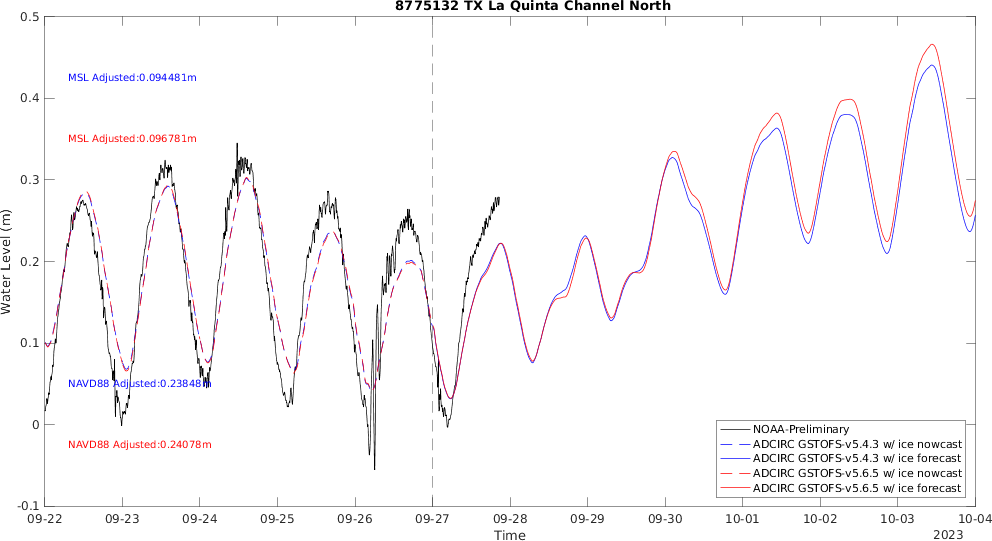 8775132 TX La Quinta Channel North
0.5
0.4
0.3
0.2
0.1
0
-0.1
Water Level (m)
MSL Adjusted:0.094481m
MSL Adjusted:0.096781m
NAVD88 Adjusted:0.23848m
NAVD88 Adjusted:0.24078m
NOAA-Preliminary
ADCIRC GSTOFS-v5.4.3 w/ ice nowcast
ADCIRC GSTOFS-v5.4.3 w/ ice forecast
ADCIRC GSTOFS-v5.6.5 w/ ice nowcast
ADCIRC GSTOFS-v5.6.5 w/ ice forecast
09-22 09-23 09-24 09-25 09-26 09-27 09-28 09-29 09-30 10-01 10-02 10-03 10-04
Time
2023